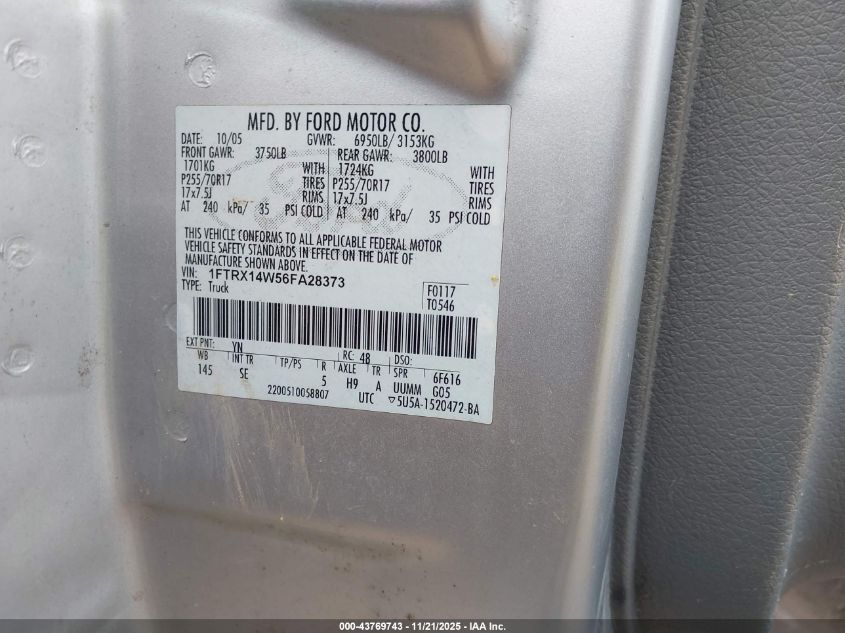 MFD. BY FORD MOTOR CO.
DATE: 10/05 GVWR: 6950LB/ 3153KG
FRONT GAWR: 3750LB REAR GAWR: 3800LB
1701KG WITH 1724KG WITH
P255/70R17 TIRES P255/70R17 TIRES
17x7.5J RIMS 17x7.5J RIMS
AT 240 kPa/ 35 PSI COLD AT 240 kPa/ 35 PSI COLD
THIS VEHICLE CONFORMS TO ALL APPLICABLE FEDERAL MOTOR
VEHICLE SAFETY STANDARDS IN EFFECT ON THE DATE OF
MANUFACTURE SHOWN ABOVE.
VIN: 1FTRX14W56FA28373
TYPE: Truck
F0117
T0546
EXT PNT: YN RC: 48 DSO:
WB INT TR TP/PS R AXLE TR SPR 6F616
145 SE 5 H9 A UUMM G05
2200510058807 UTC ▽5U5A-1520472-BA
000-43769743 - 11/21/2025 - IAA Inc.